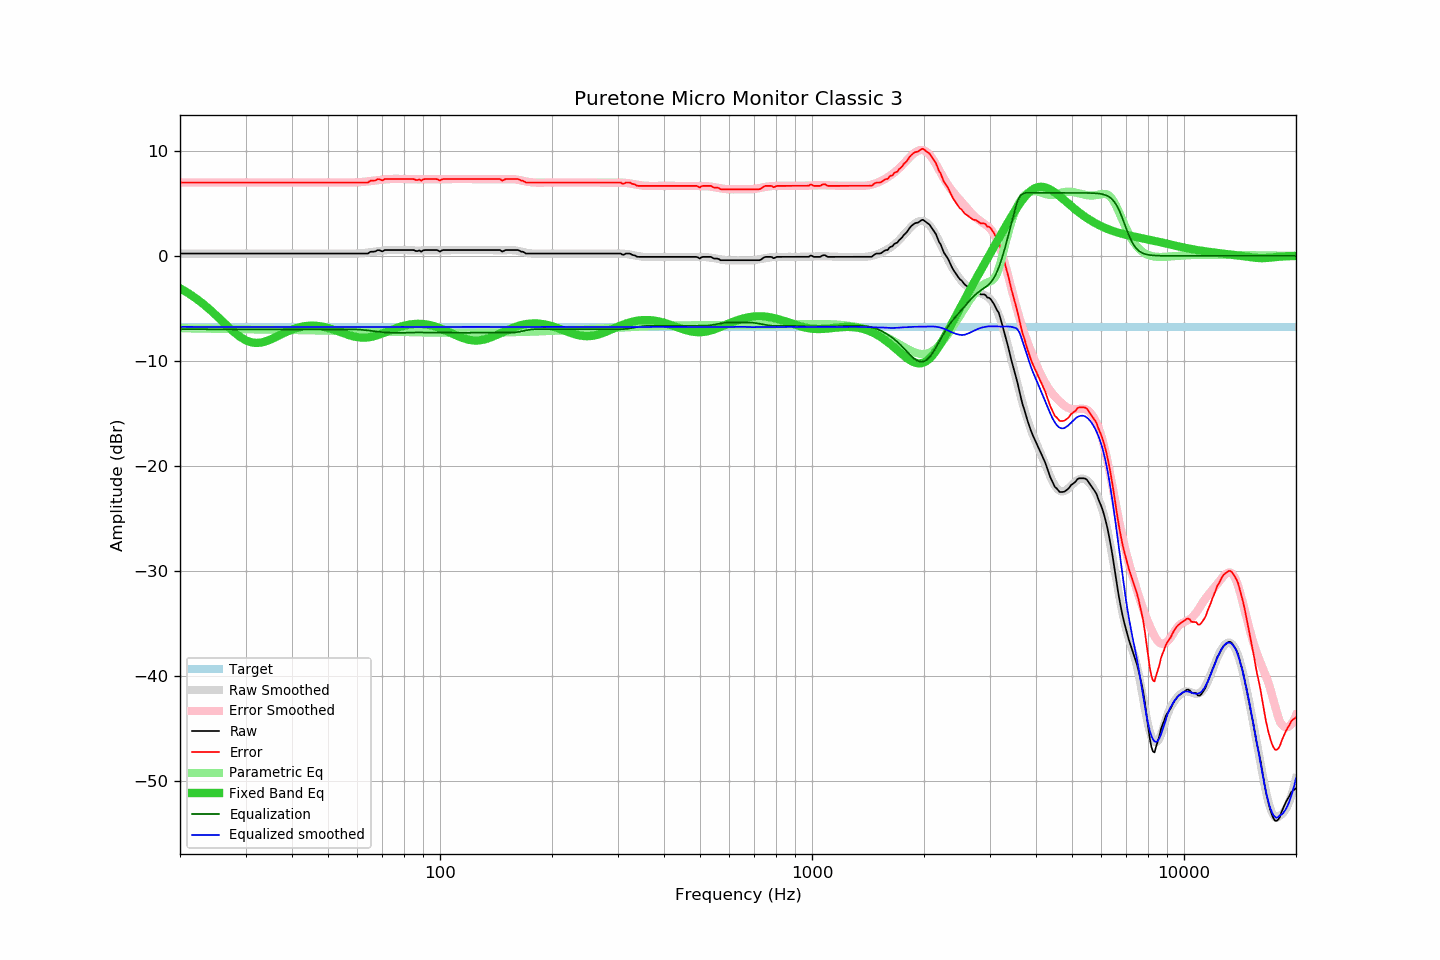 Puretone Micro Monitor Classic 3
10
0
−10
−20
−30
−40
−50
Amplitude (dBr)
Target
Raw Smoothed
Error Smoothed
Raw
Error
Parametric Eq
Fixed Band Eq
Equalization
Equalized smoothed
100
1000
10000
Frequency (Hz)